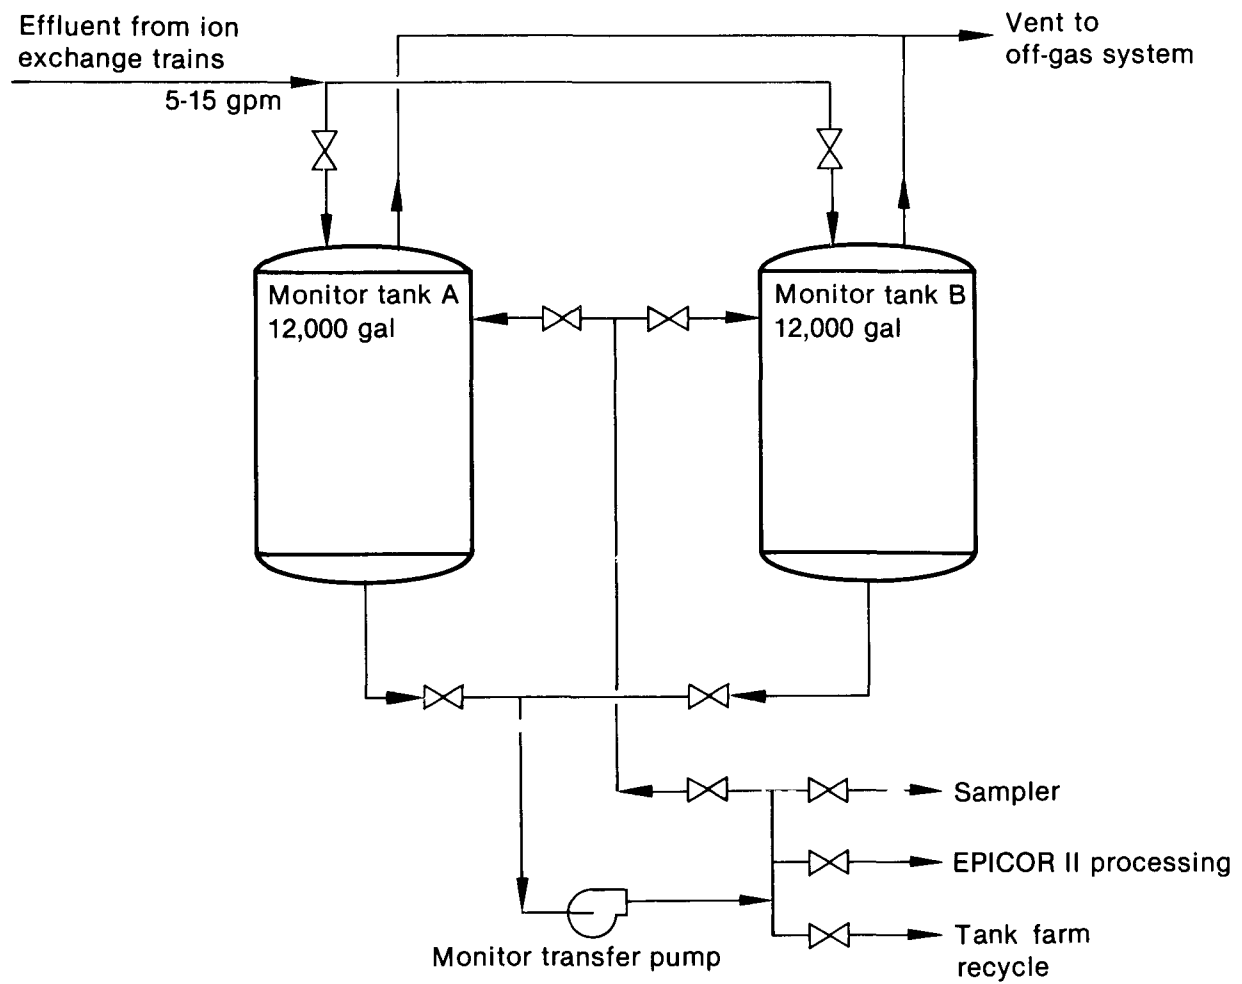 Effluent from ion
exchange trains
5-15 gpm
Vent to
off-gas system
Monitor tank A
12,000 gal
Monitor tank B
12,000 gal
Sampler
EPICOR II processing
Tank farm
recycle
Monitor transfer pump